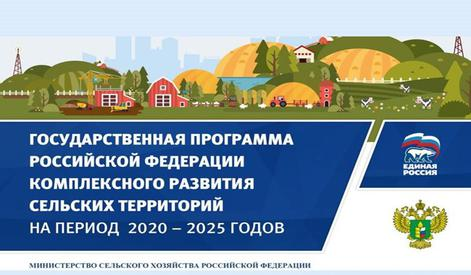 ГОСУДАРСТВЕННАЯ ПРОГРАММА
РОССИЙСКОЙ ФЕДЕРАЦИИ
КОМПЛЕКСНОГО РАЗВИТИЯ
СЕЛЬСКИХ ТЕРРИТОРИЙ
НА ПЕРИОД 2020 – 2025 ГОДОВ
ЕДИНАЯ
РОССИЯ
МИНИСТЕРСТВО СЕЛЬСКОГО ХОЗЯЙСТВА РОССИЙСКОЙ ФЕДЕРАЦИИ